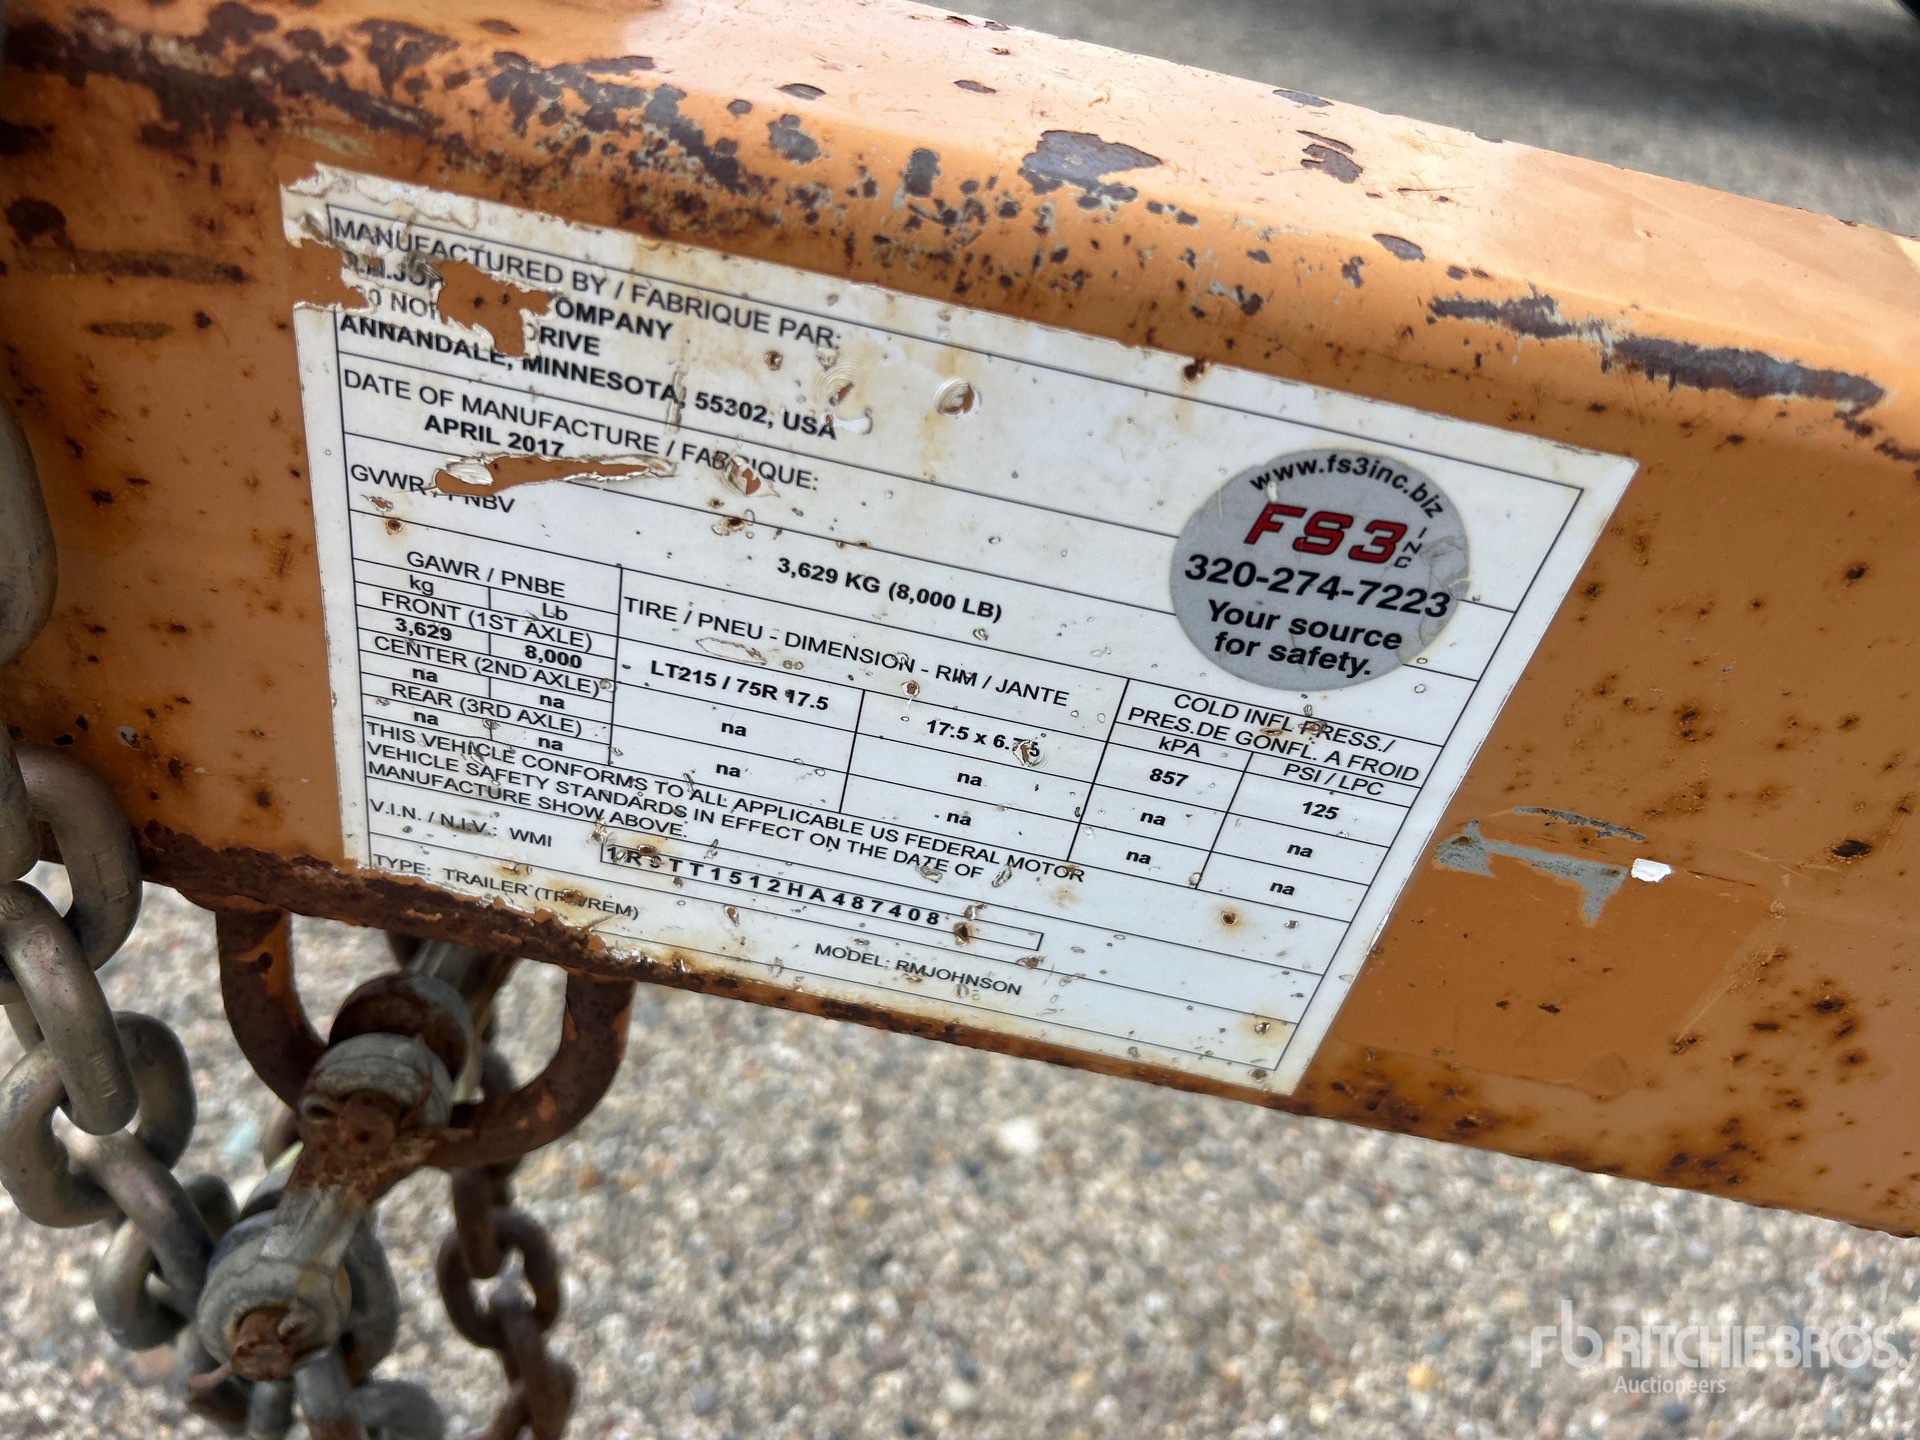 MANUFACTURED BY / FABRIQUE PAR:
OMPANY
DRIVE
ANNANDALE, MINNESOTA, 55302, USA
DATE OF MANUFACTURE / FABRIQUE:
APRIL 2017
GVWR / PNBV
3,629 KG (8,000 LB)
GAWR / PNBE
kg Lb
TIRE / PNEU - DIMENSION - RIM / JANTE
COLD INFL PRESS./
PRES.DE GONFL. A FROID
kPA PSI / LPC
FRONT (1ST AXLE)
3,629 8,000 LT215 / 75R 17.5 17.5 x 6.75 857 125
CENTER (2ND AXLE)
na na na na na na
REAR (3RD AXLE)
na na na na na na
THIS VEHICLE CONFORMS TO ALL APPLICABLE US FEDERAL MOTOR
VEHICLE SAFETY STANDARDS IN EFFECT ON THE DATE OF
MANUFACTURE SHOW ABOVE.
V.I.N. / N.I.V.: WMI 1R9TT1512HA487408
TYPE: TRAILER (TRA/REM) MODEL: RMJOHNSON
www.fs3inc.biz
FS3 INC
320-274-7223
Your source
for safety.
rb RITCHIE BROS.
Auctioneers